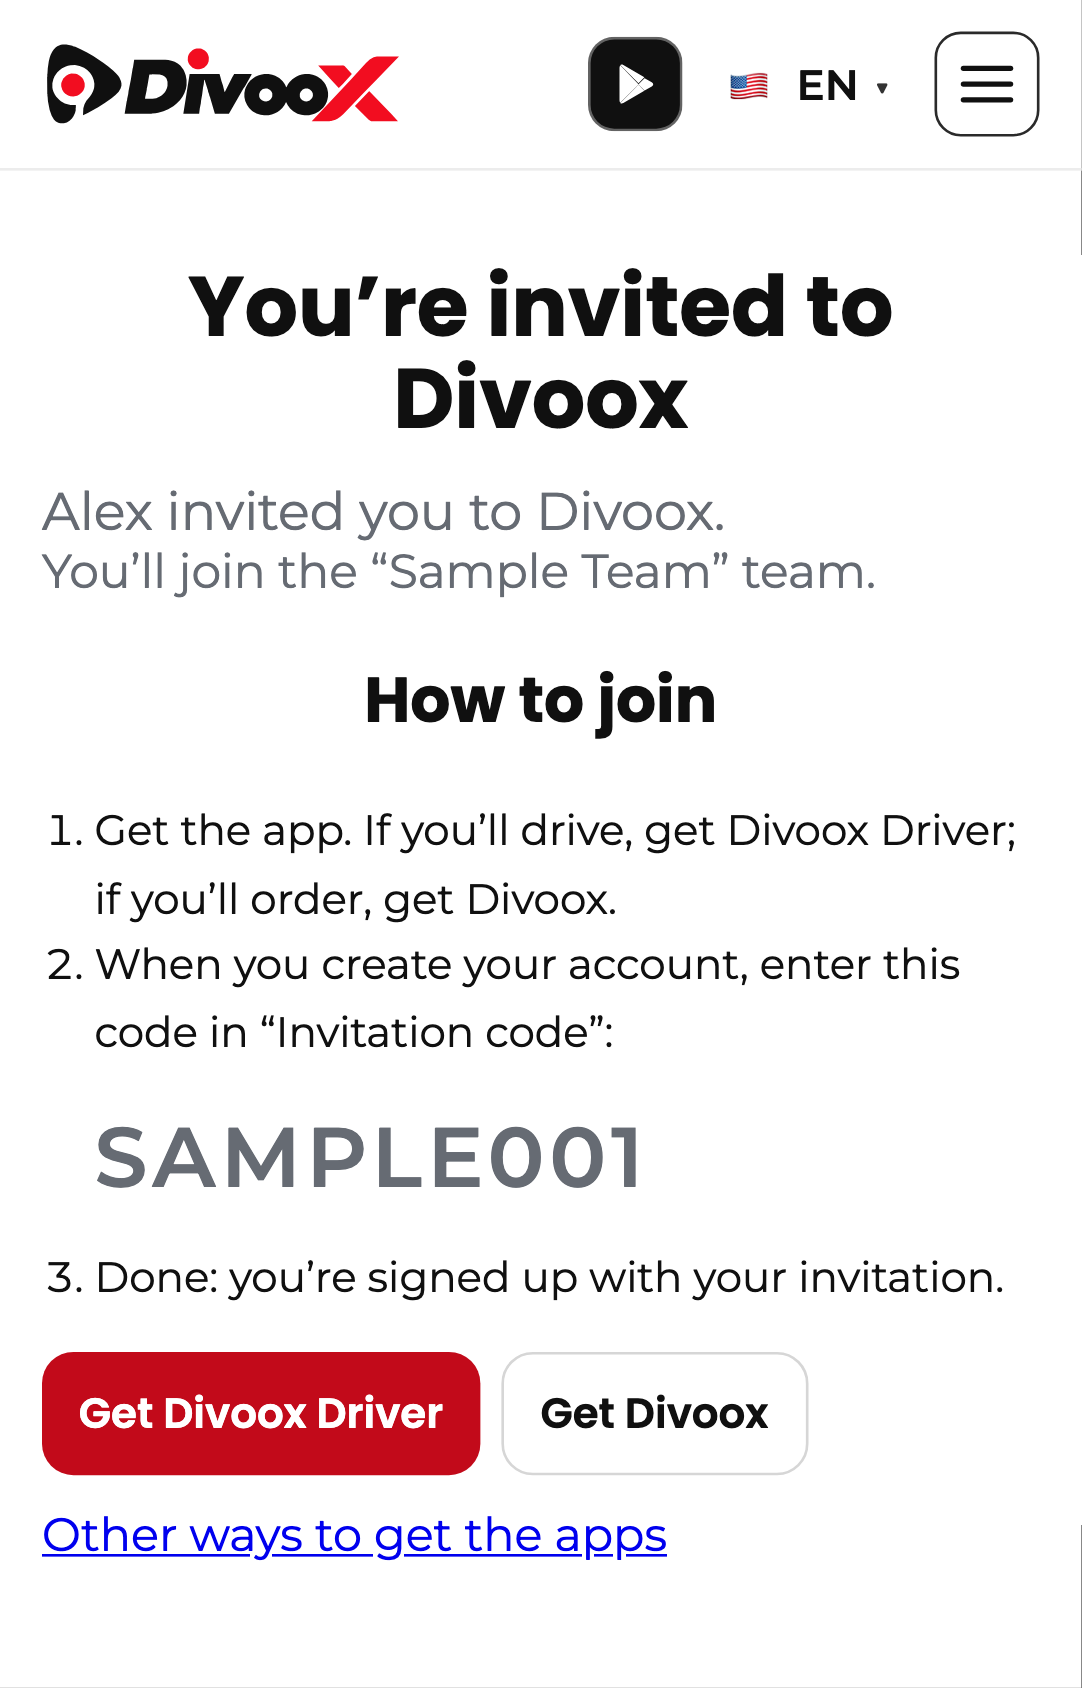 DivooX
🇺🇸 EN ▾
You’re invited to
Divoox
Alex invited you to Divoox.
You’ll join the “Sample Team” team.
How to join
1. Get the app. If you’ll drive, get Divoox Driver;
if you’ll order, get Divoox.
2. When you create your account, enter this
code in “Invitation code”:
SAMPLE001
3. Done: you’re signed up with your invitation.
Get Divoox Driver
Get Divoox
Other ways to get the apps